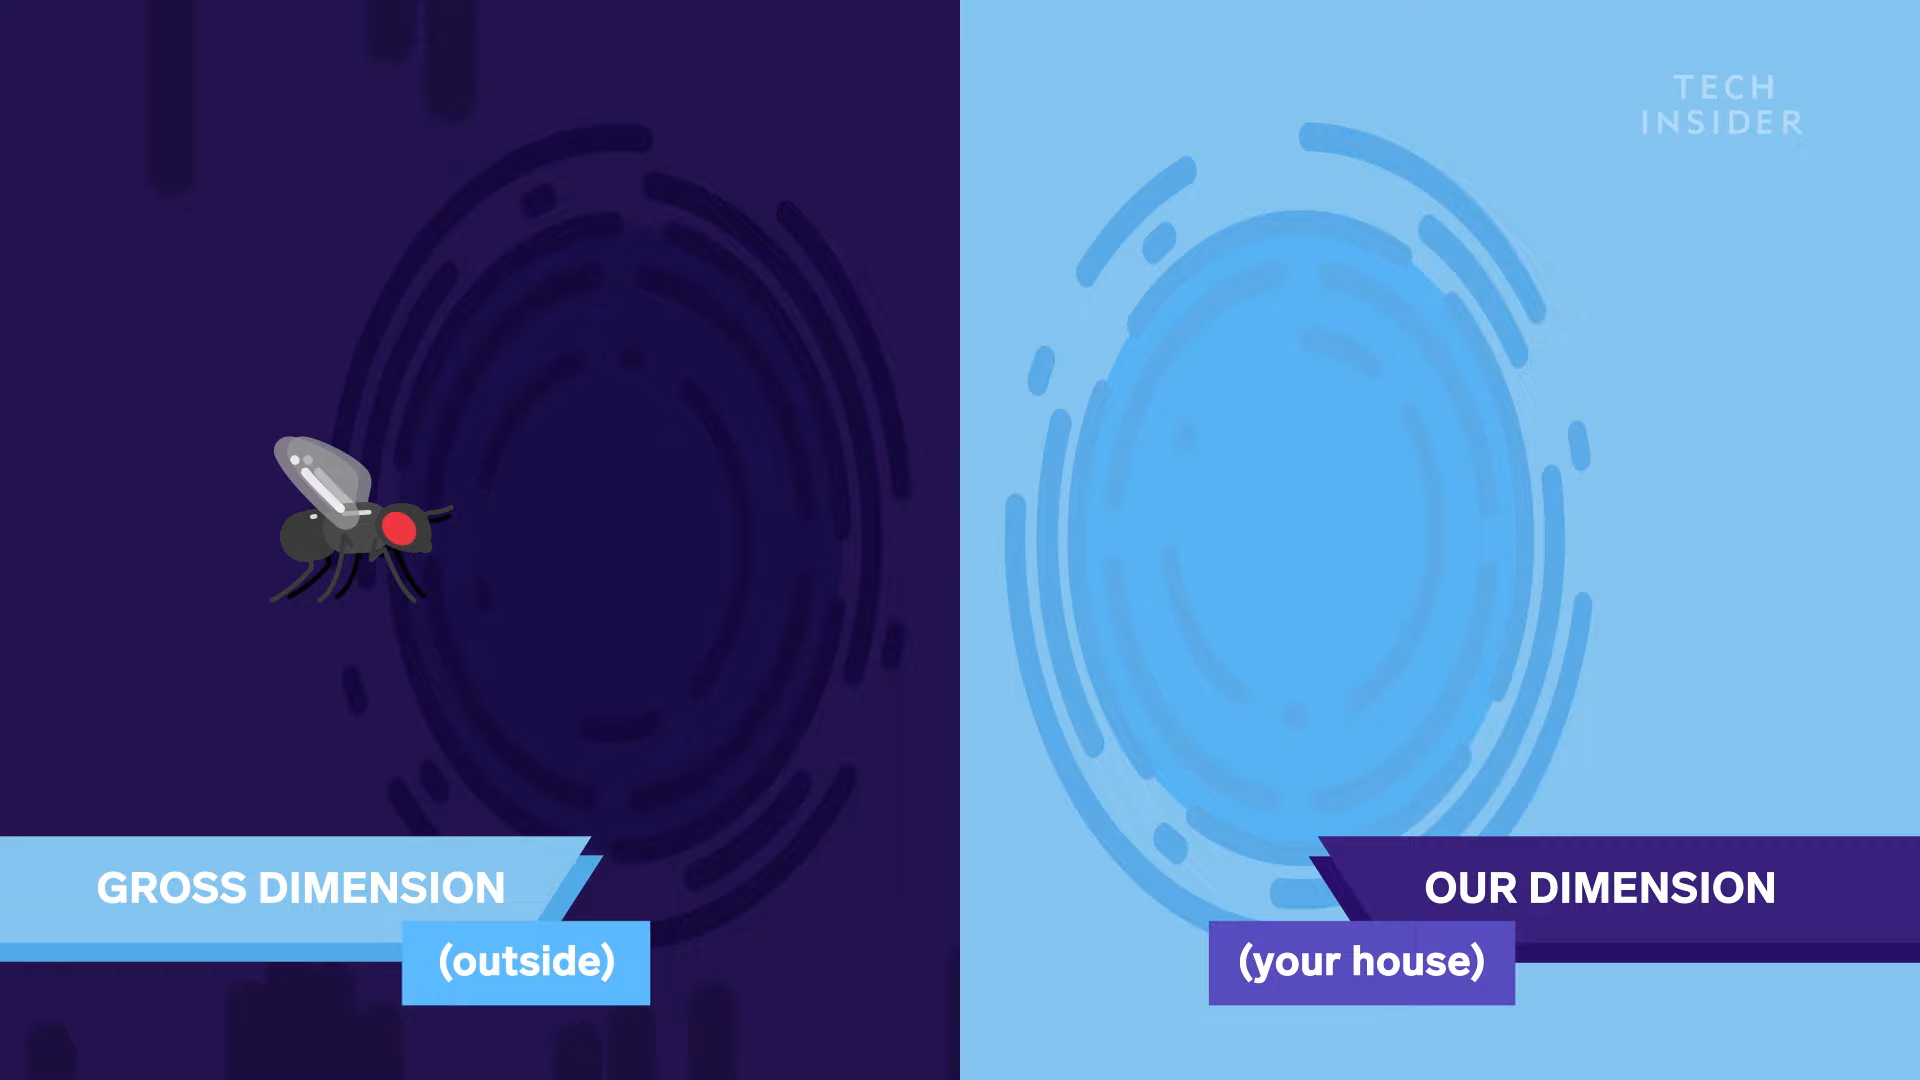 TECH
INSIDER
GROSS DIMENSION
(outside)
OUR DIMENSION
(your house)